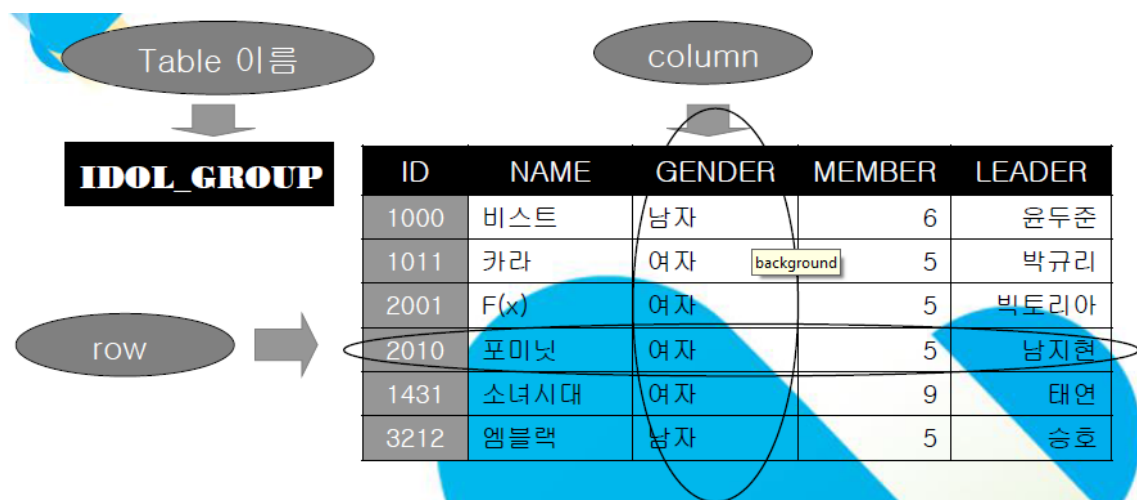 Table 이름
column
IDOL_GROUP
ID NAME GENDER MEMBER LEADER
1000 비스트 남자 6 윤두준
1011 카라 여자 5 박규리
background
2001 F(x) 여자 5 빅토리아
row
2010 포미닛 여자 5 남지현
1431 소녀시대 여자 9 태연
3212 엠블랙 남자 5 승호